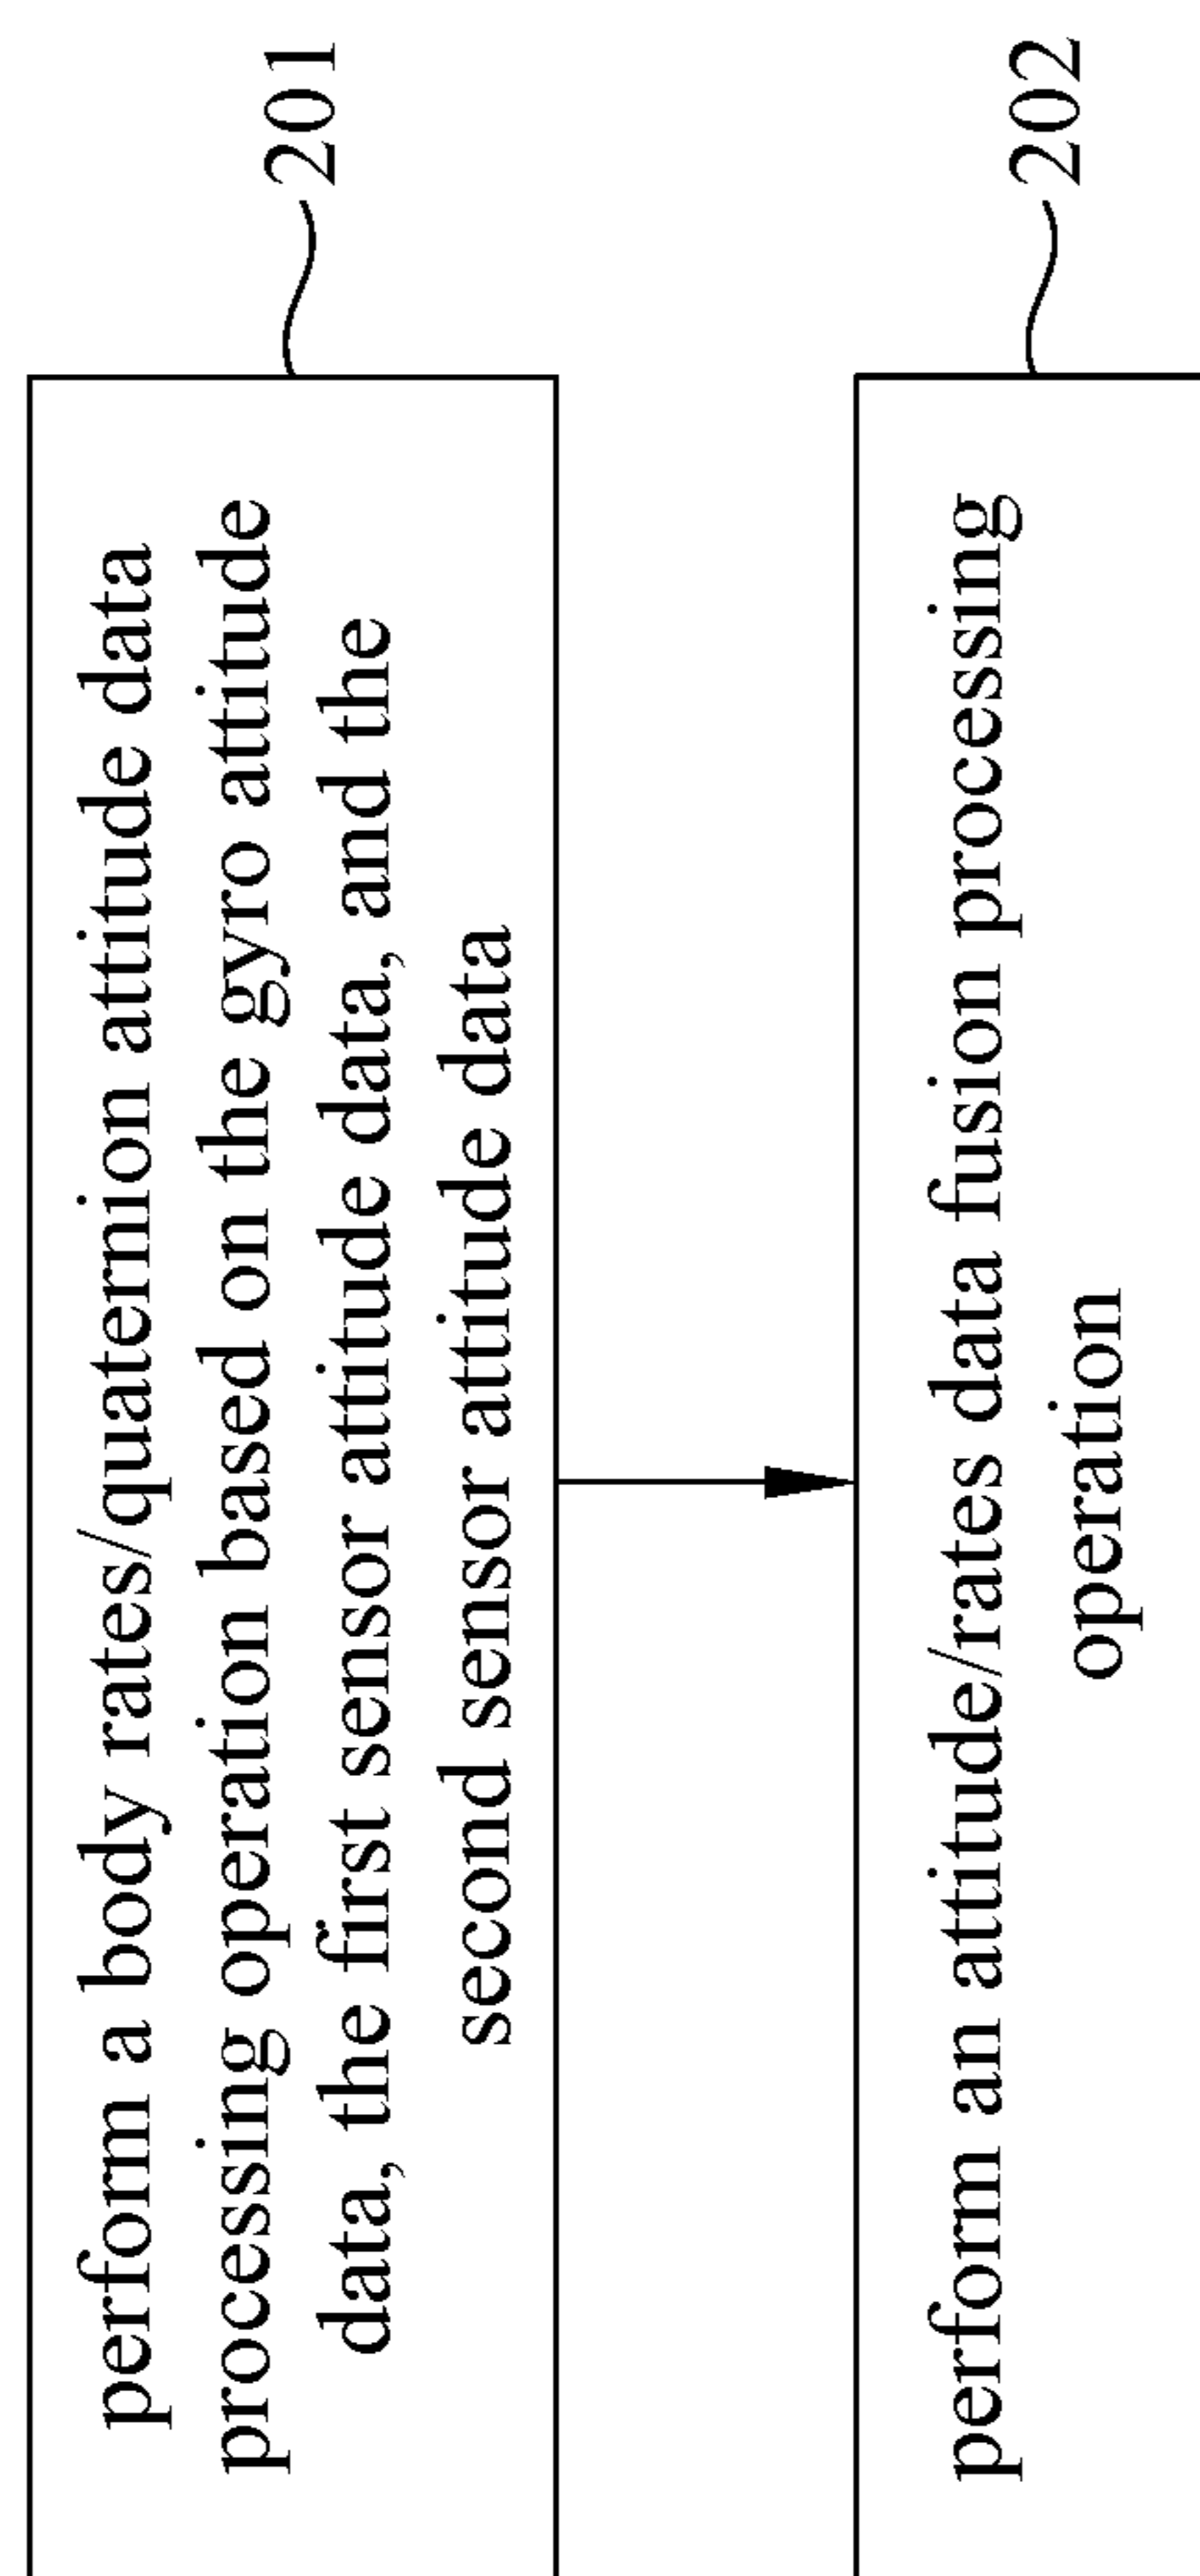 perform a body rates/quaternion attitude data
processing operation based on the gyro attitude
data, the first sensor attitude data, and the
second sensor attitude data
201
perform an attitude/rates data fusion processing
operation
202